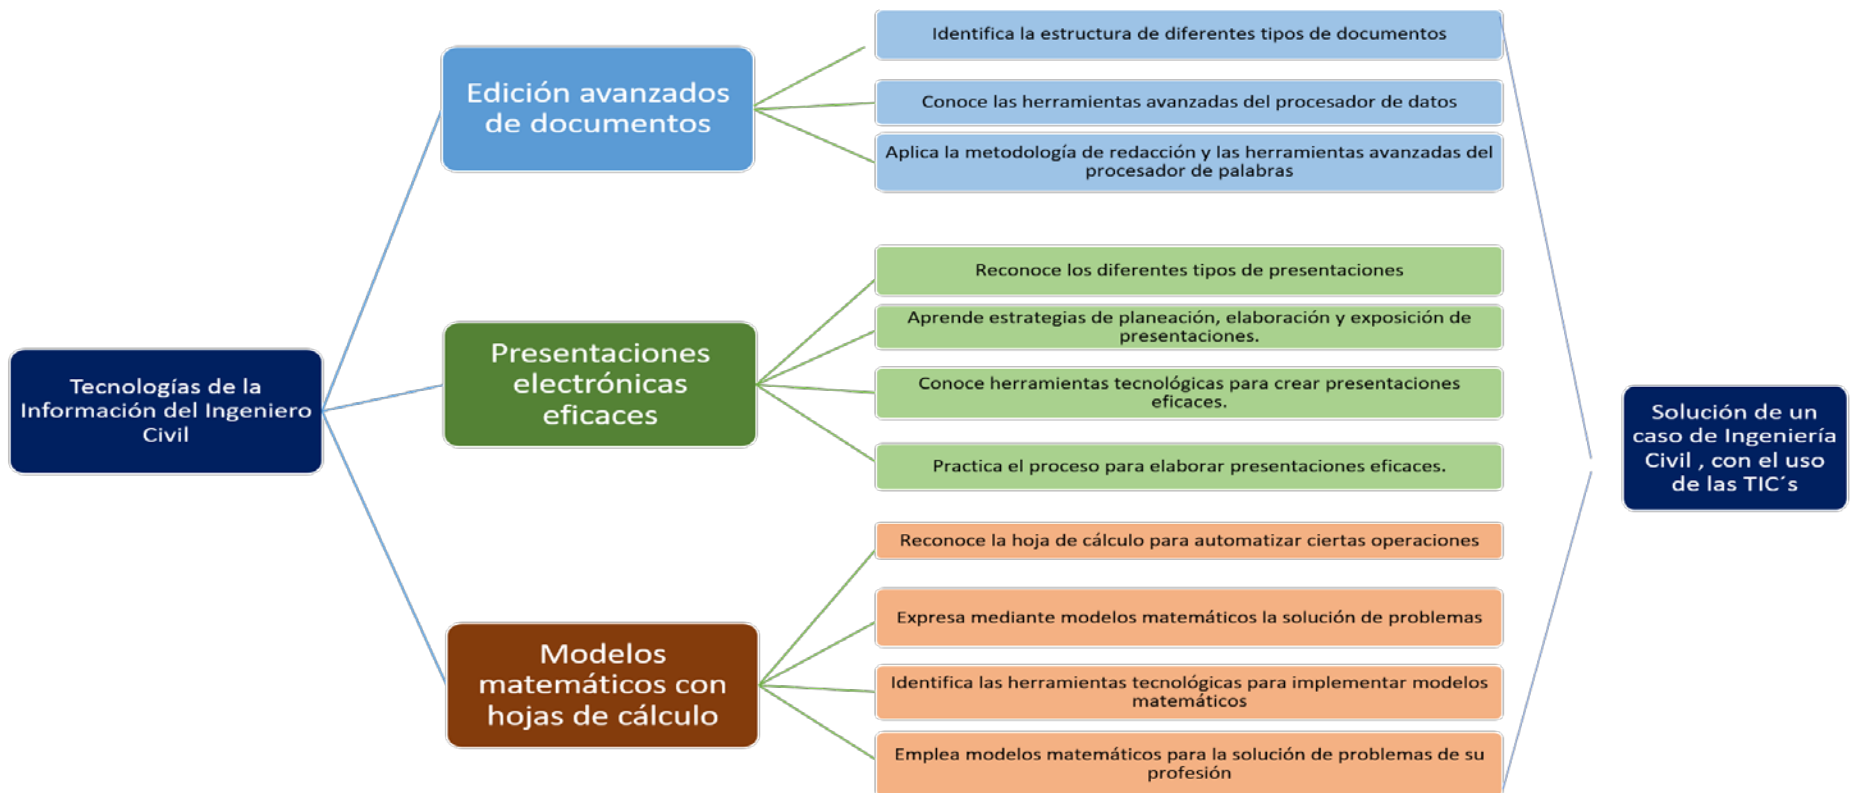 Tecnologías de la
Información del Ingeniero
Civil
Edición avanzados
de documentos
Identifica la estructura de diferentes tipos de documentos
Conoce las herramientas avanzadas del procesador de datos
Aplica la metodología de redacción y las herramientas avanzadas del
procesador de palabras
Presentaciones
electrónicas
eficaces
Reconoce los diferentes tipos de presentaciones
Aprende estrategias de planeación, elaboración y exposición de
presentaciones.
Conoce herramientas tecnológicas para crear presentaciones
eficaces.
Practica el proceso para elaborar presentaciones eficaces.
Modelos
matemáticos con
hojas de cálculo
Reconoce la hoja de cálculo para automatizar ciertas operaciones
Expresa mediante modelos matemáticos la solución de problemas
Identifica las herramientas tecnológicas para implementar modelos
matemáticos
Emplea modelos matemáticos para la solución de problemas de su
profesión
Solución de un
caso de Ingeniería
Civil , con el uso
de las TIC´s